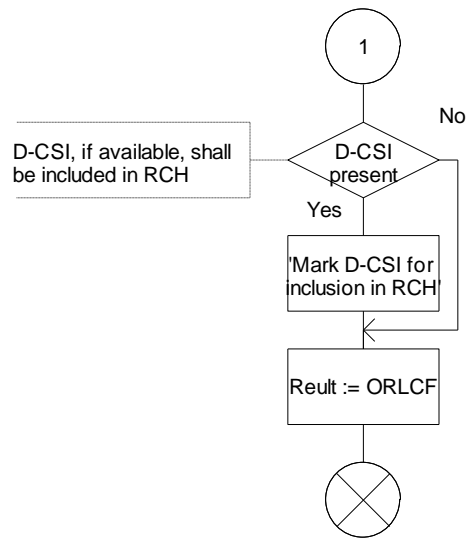 1
No
D-CSI, if available, shall
be included in RCH
D-CSI
present
Yes
'Mark D-CSI for
inclusion in RCH'
Reult := ORLCF